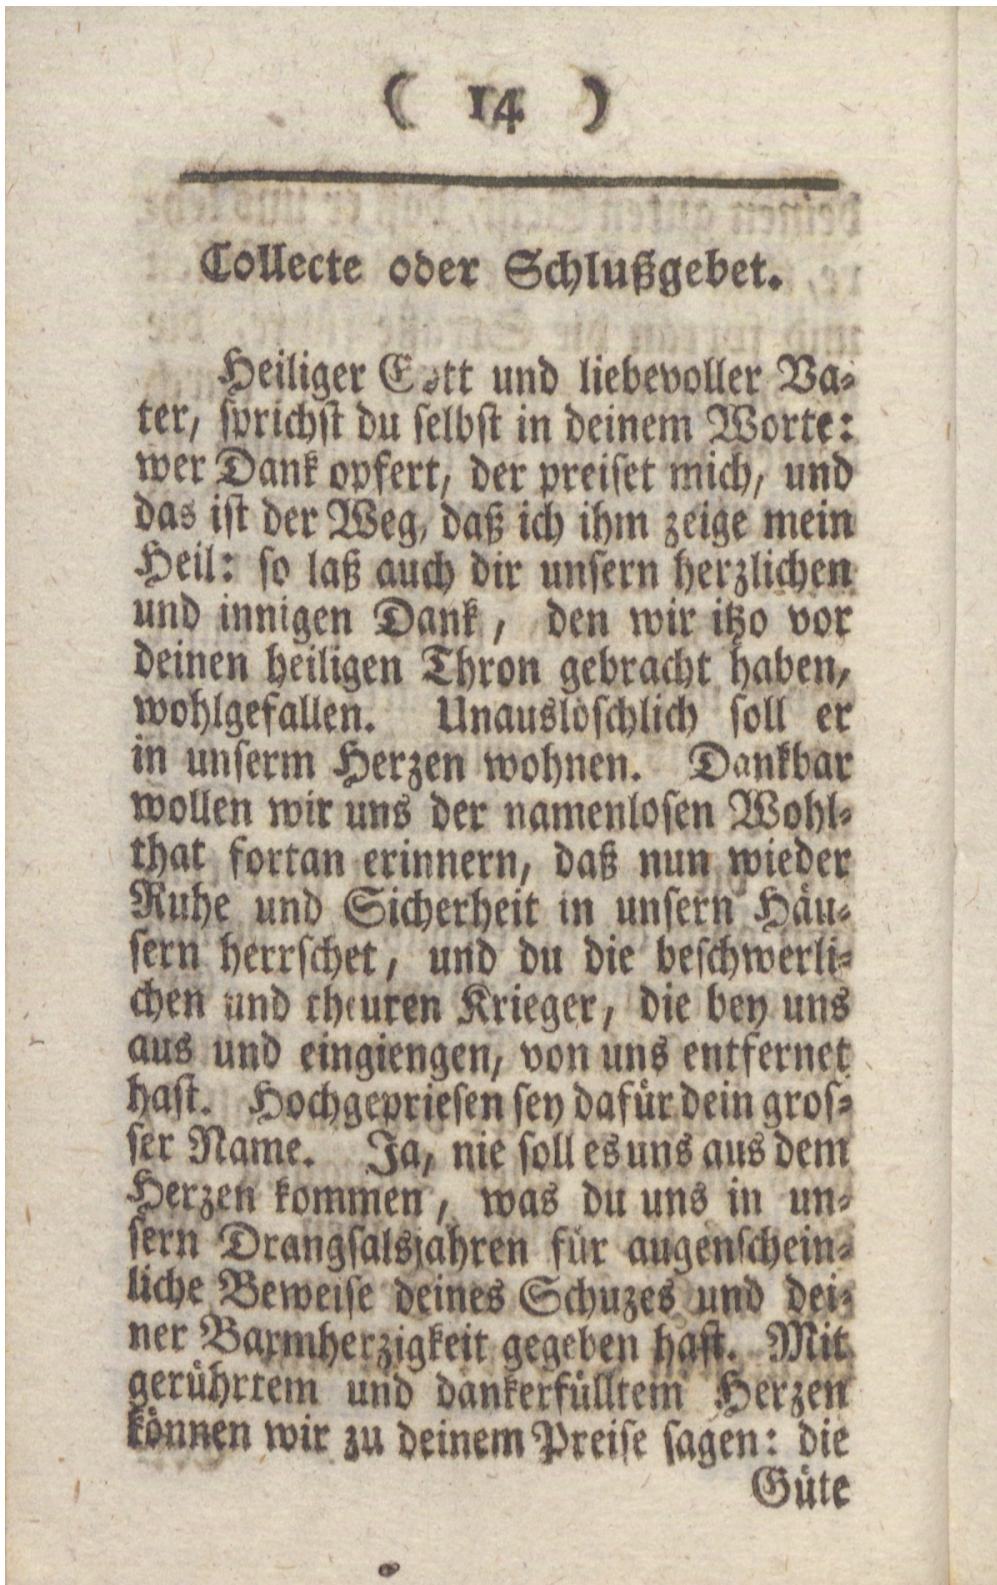 ( 14 )
Collecte oder Schlußgebet.
Heiliger Gott und liebevoller Va-
ter, sprichst du selbst in deinem Worte:
wer Dank opfert, der preiset mich, und
das ist der Weg, daß ich ihm zeige mein
Heil: so laß auch dir unsern herzlichen
und innigen Dank, den wir itzo vor
deinen heiligen Thron gebracht haben,
wohlgefallen. Unauslöschlich soll er
in unserm Herzen wohnen. Dankbar
wollen wir uns der namenlosen Wohl-
that fortan erinnern, daß nun wieder
Ruhe und Sicherheit in unsern Häu-
sern herrschet, und du die beschwerli-
chen und theuren Krieger, die bey uns
aus und eingiengen, von uns entfernet
hast. Hochgepriesen sey dafür dein gros-
ser Name. Ja, nie soll es uns aus dem
Herzen kommen, was du uns in un-
sern Drangsalsjahren für augenschein-
liche Beweise deines Schuzes und dei-
ner Barmherzigkeit gegeben hast. Mit
gerührtem und dankerfülltem Herzen
können wir zu deinem Preise sagen: die
Güte